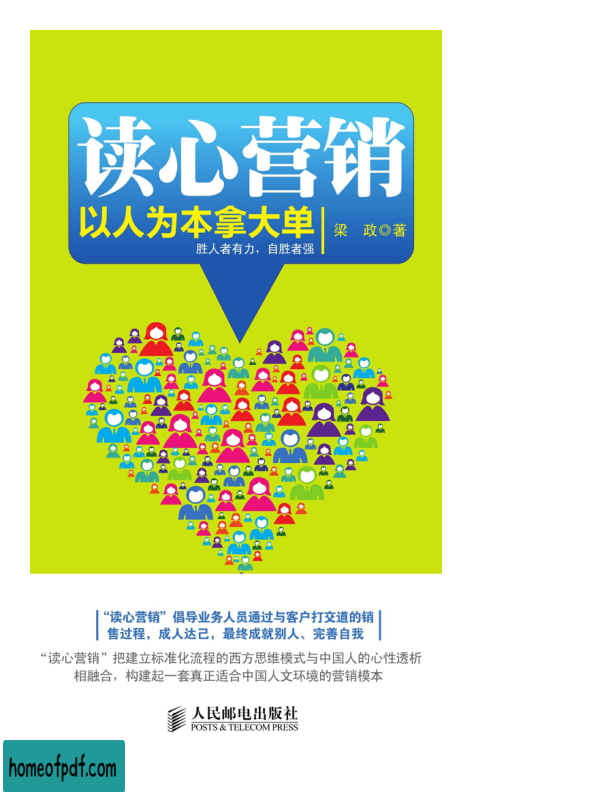 读心营销
以人为本拿大单
梁 政◎著
胜人者有力，自胜者强
“读心营销”倡导业务人员通过与客户打交道的销
售过程，成人达己，最终成就别人、完善自我
“读心营销”把建立标准化流程的西方思维模式与中国人的心性透析
相融合，构建起一套真正适合中国人文环境的营销模本
人民邮电出版社
POSTS & TELECOM PRESS
homeofpdf.com